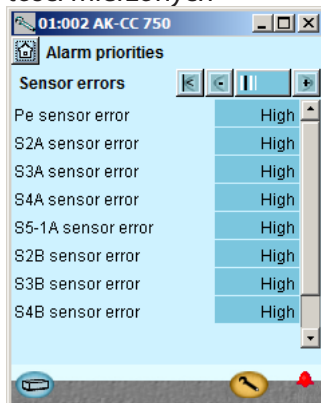 01:002 AK-CC 750
Alarm priorities
Sensor errors
Pe sensor error High
S2A sensor error High
S3A sensor error High
S4A sensor error High
S5-1A sensor error High
S2B sensor error High
S3B sensor error High
S4B sensor error High